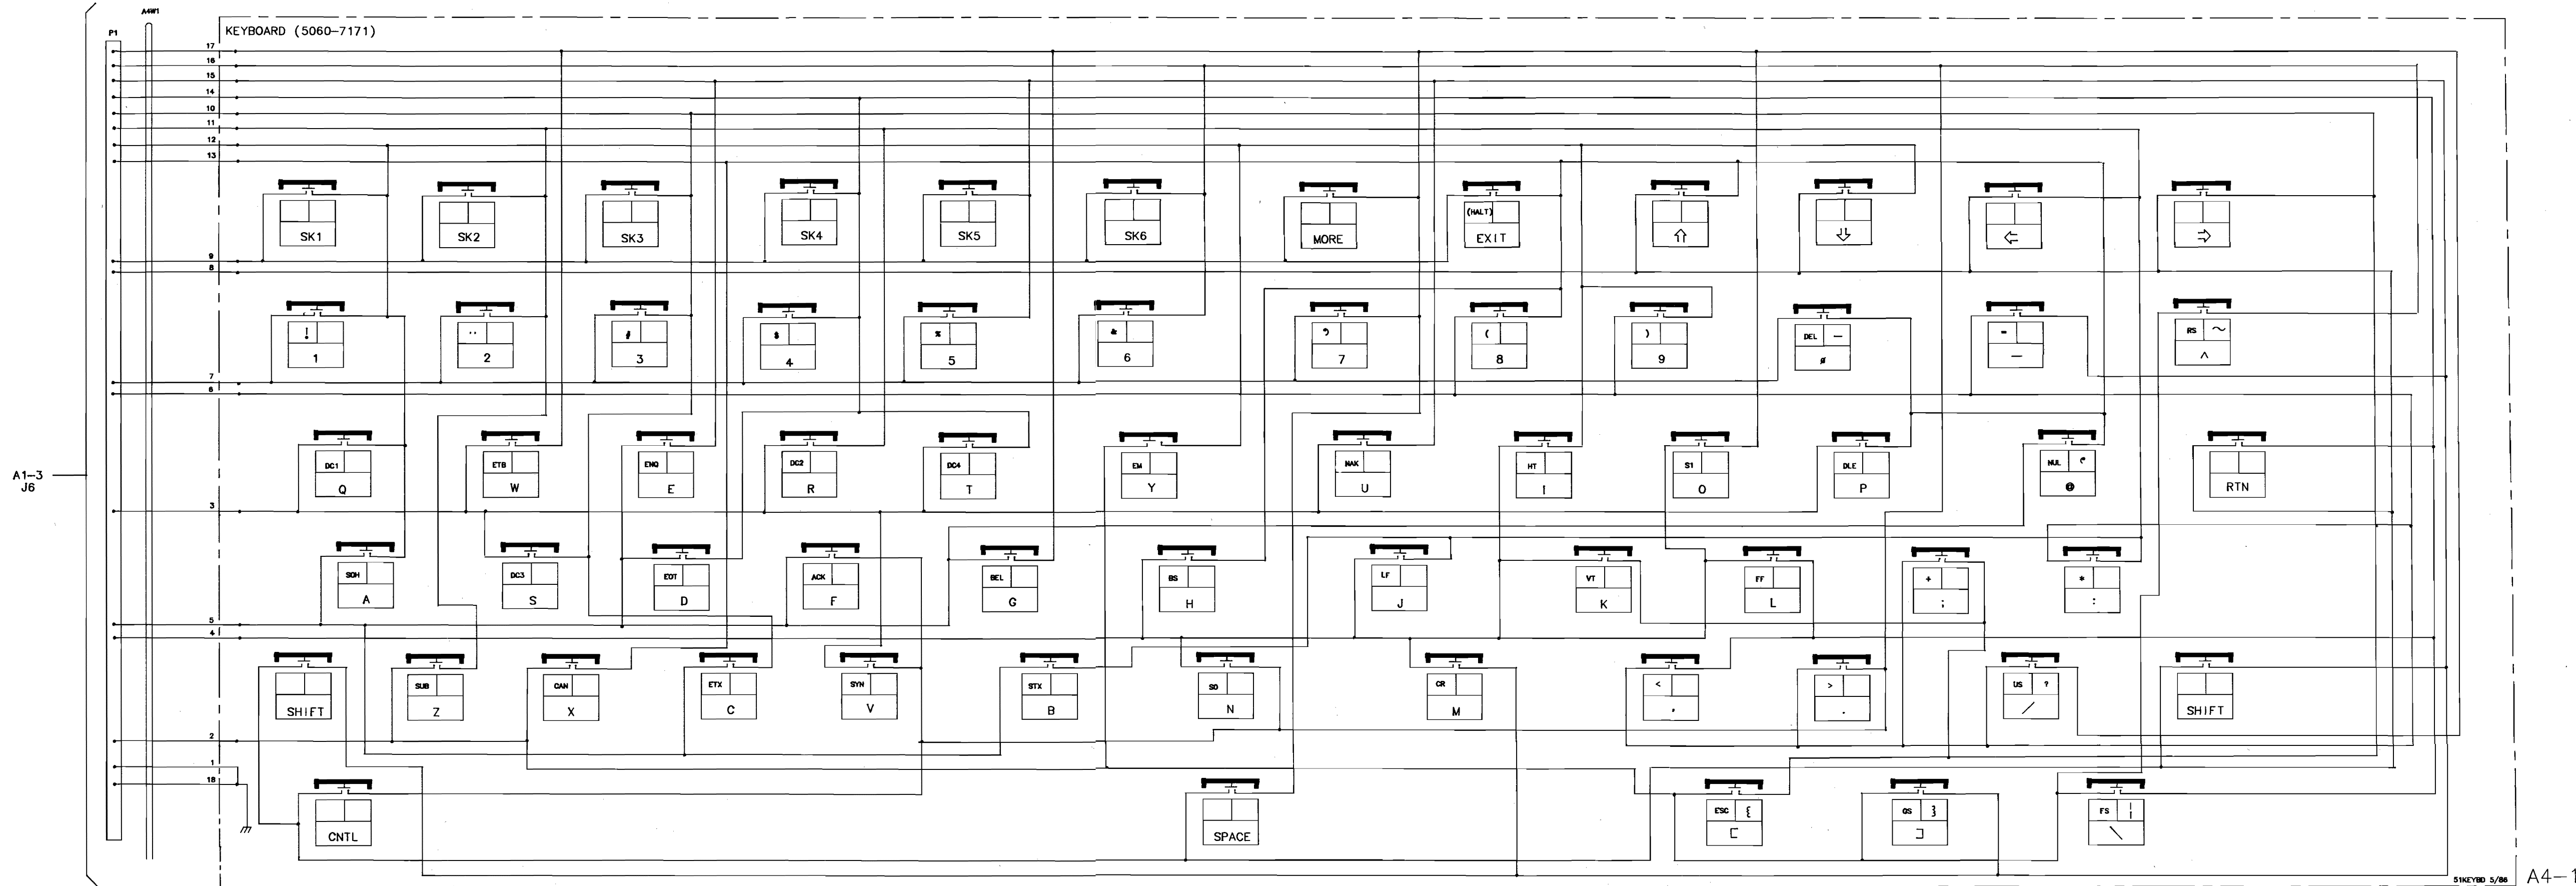 A4W1
P1
KEYBOARD (5060-7171)
17
16
15
14
10
11
12
13
SK1
SK2
SK3
SK4
SK5
SK6
MORE
(HALT)
EXIT
⇧
⇩
⇦
⇨
9
8
!
1
··
2
#
3
$
4
%
5
&
6
7
(
8
)
9
DEL —
ø
=
—
RS ~
^
7
6
DC1
Q
ETB
W
ENQ
E
DC2
R
DC4
T
EM
Y
NAK
U
HT
I
S1
O
DLE
P
NUL
@
RTN
A1-3
J6
3
SOH
A
DC3
S
EOT
D
ACK
F
BEL
G
BS
H
LF
J
VT
K
FF
L
+
;
*
:
5
4
SHIFT
SUB
Z
CAN
X
ETX
C
SYN
V
STX
B
SO
N
CR
M
<
,
>
.
US ?
/
SHIFT
2
1
18
CNTL
SPACE
ESC {
[
GS }
]
FS ¦
\
51KEYBD 5/86
A4-1